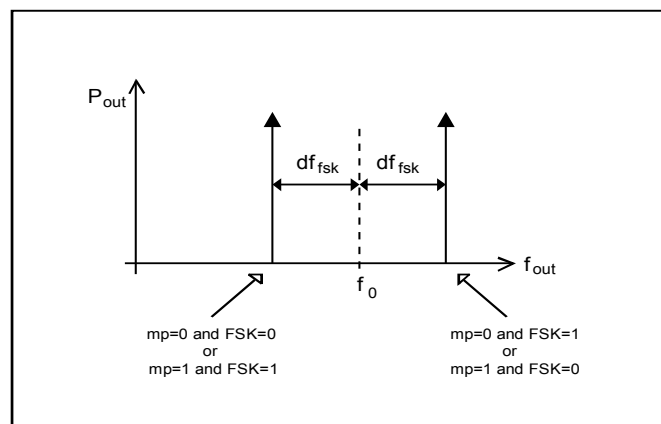 Pout
dffsk dffsk
fout
f0
mp=0 and FSK=0
or
mp=1 and FSK=1
mp=0 and FSK=1
or
mp=1 and FSK=0